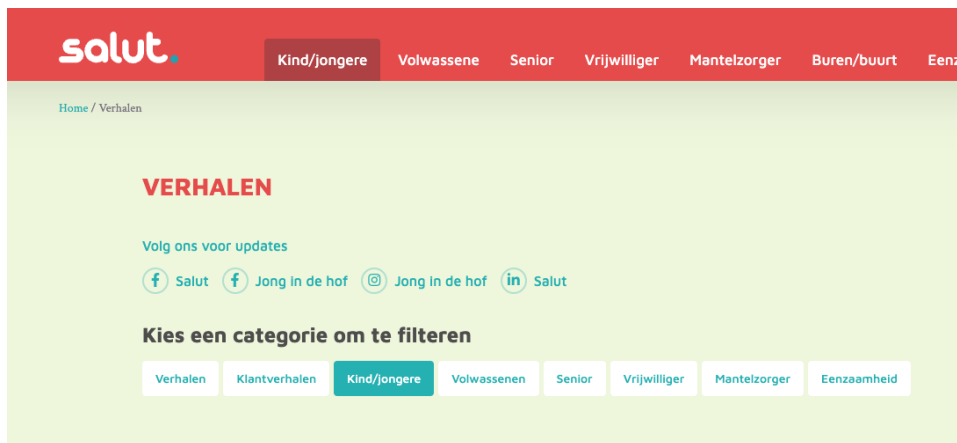 salut.
Kind/jongere Volwassene Senior Vrijwilliger Mantelzorger Buren/buurt
Home / Verhalen
VERHALEN
Volg ons voor updates
Salut Jong in de hof Jong in de hof Salut
Kies een categorie om te filteren
Verhalen Klantverhalen Kind/jongere Volwassenen Senior Vrijwilliger Mantelzorger Eenzaamheid